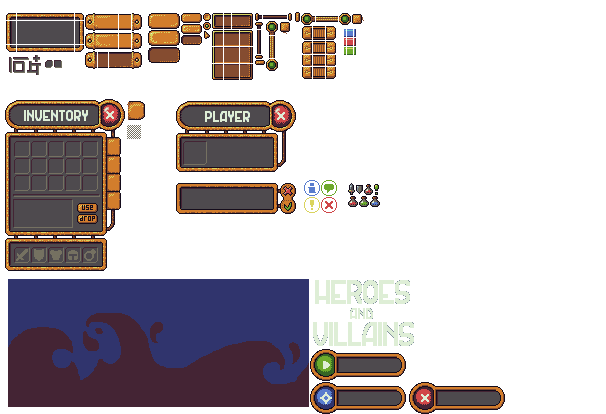 INVENTORY
PLAYER
use
drop
HEROES
AND
VILLAINS